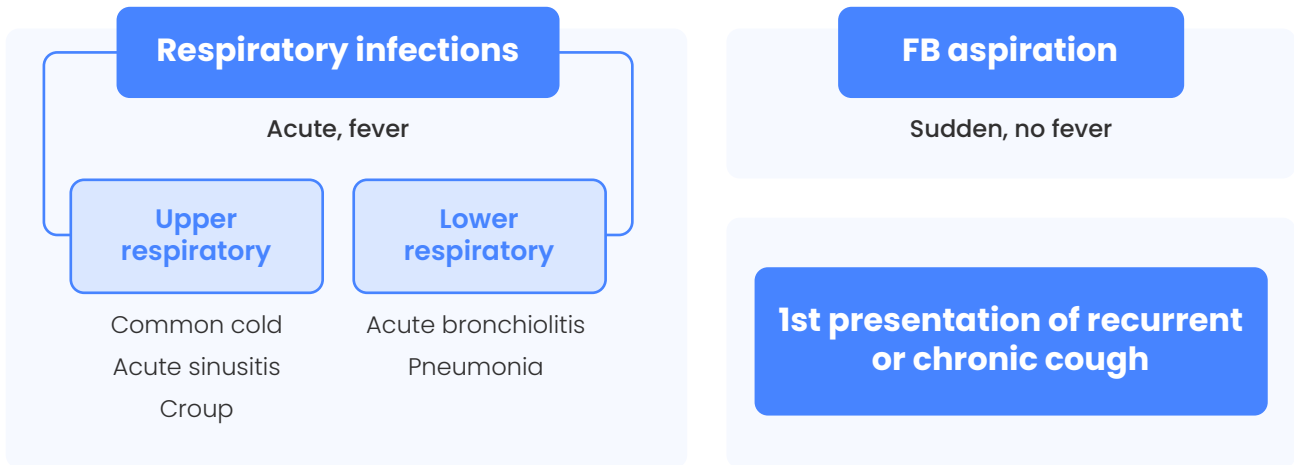 Respiratory infections
Acute, fever
Upper
respiratory
Common cold
Acute sinusitis
Croup
Lower
respiratory
Acute bronchiolitis
Pneumonia
FB aspiration
Sudden, no fever
1st presentation of recurrent
or chronic cough